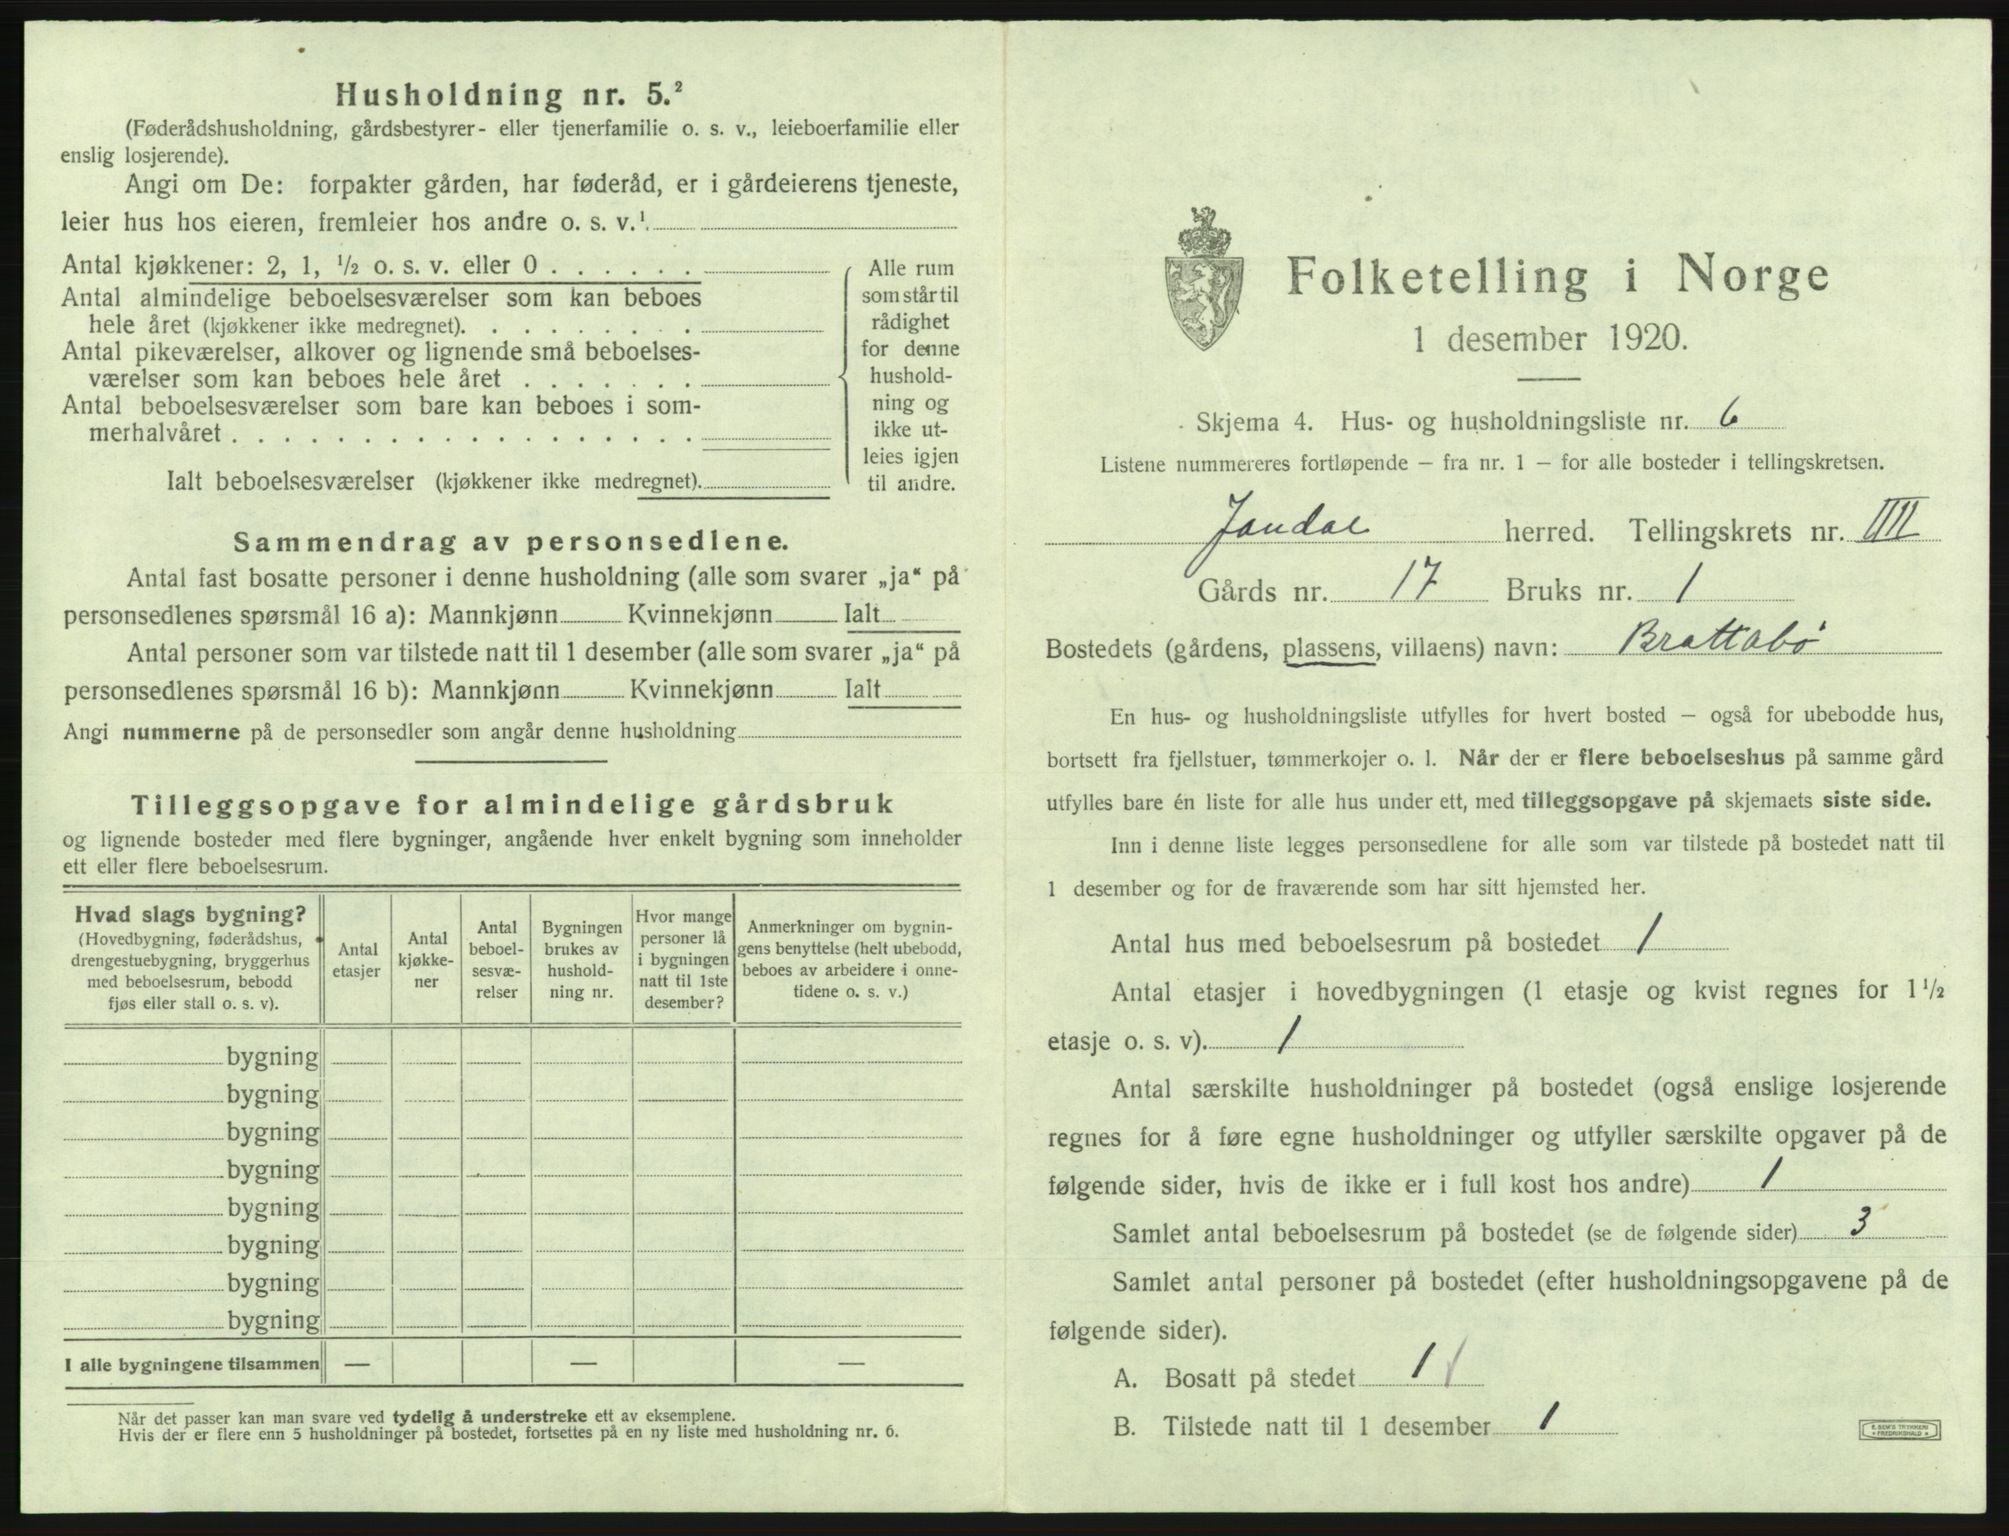 Husholdning nr. 5.²
(Føderådshusholdning, gårdsbestyrer- eller tjenerfamilie o. s. v., leieboerfamilie eller
enslig losjerende).
Angi om De: forpakter gården, har føderåd, er i gårdeierens tjeneste,
leier hus hos eieren, fremleier hos andre o. s. v.¹
Antal kjøkkener: 2, 1, ½ o. s. v. eller 0 . . . . . .
Antal almindelige beboelsesværelser som kan beboes
hele året (kjøkkener ikke medregnet). . . . . . . . .
Antal pikeværelser, alkover og lignende små beboelses-
værelser som kan beboes hele året . . . . . . .
Antal beboelsesværelser som bare kan beboes i som-
merhalvåret . . . . . . . . . . . . . . . . . .
Ialt beboelsesværelser (kjøkkener ikke medregnet).
Alle rum
som står til
rådighet
for denne
hushold-
ning og
ikke ut-
leies igjen
til andre.
Sammendrag av personsedlene.
Antal fast bosatte personer i denne husholdning (alle som svarer „ja“ på
personsedlenes spørsmål 16 a): Mannkjønn Kvinnekjønn Ialt
Antal personer som var tilstede natt til 1 desember (alle som svarer „ja“ på
personsedlenes spørsmål 16 b): Mannkjønn Kvinnekjønn Ialt
Angi nummerne på de personsedler som angår denne husholdning
Tilleggsopgave for almindelige gårdsbruk
og lignende bosteder med flere bygninger, angående hver enkelt bygning som inneholder
ett eller flere beboelsesrum.
Hvad slags bygning?
(Hovedbygning, føderådshus,
drengestuebygning, bryggerhus
med beboelsesrum, bebodd
fjøs eller stall o. s. v).
Antal
etasjer
Antal
kjøkke-
ner
Antal
beboel-
sesvæ-
relser
Bygningen
brukes av
hushold-
ning nr.
Hvor mange
personer lå
i bygningen
natt til 1ste
desember?
Anmerkninger om bygnin-
gens benyttelse (helt ubebodd,
beboes av arbeidere i onne-
tidene o. s. v.)
bygning
bygning
bygning
bygning
bygning
bygning
bygning
bygning
I alle bygningene tilsammen — — —
Når det passer kan man svare ved tydelig å understreke ett av eksemplene.
Hvis der er flere enn 5 husholdninger på bostedet, fortsettes på en ny liste med husholdning nr. 6.
Folketelling i Norge
1 desember 1920.
Skjema 4. Hus- og husholdningsliste nr. 6
Listene nummereres fortløpende – fra nr. 1 – for alle bosteder i tellingskretsen.
Jondal herred. Tellingskrets nr. IIII
Gårds nr. 17 Bruks nr. 1
Bostedets (gårdens, plassens, villaens) navn: Brattabø
En hus- og husholdningsliste utfylles for hvert bosted – også for ubebodde hus,
bortsett fra fjellstuer, tømmerkojer o. l. Når der er flere beboelseshus på samme gård
utfylles bare én liste for alle hus under ett, med tilleggsopgave på skjemaets siste side.
Inn i denne liste legges personsedlene for alle som var tilstede på bostedet natt til
1 desember og for de fraværende som har sitt hjemsted her.
Antal hus med beboelsesrum på bostedet 1
Antal etasjer i hovedbygningen (1 etasje og kvist regnes for 1½
etasje o. s. v). 1
Antal særskilte husholdninger på bostedet (også enslige losjerende
regnes for å føre egne husholdninger og utfyller særskilte opgaver på de
følgende sider, hvis de ikke er i full kost hos andre) 1
Samlet antal beboelsesrum på bostedet (se de følgende sider) 3
Samlet antal personer på bostedet (efter husholdningsopgavene på de
følgende sider).
A. Bosatt på stedet 1 1
B. Tilstede natt til 1 desember 1
E. SEM'S TRYKKERI
FREDRIKSHALD